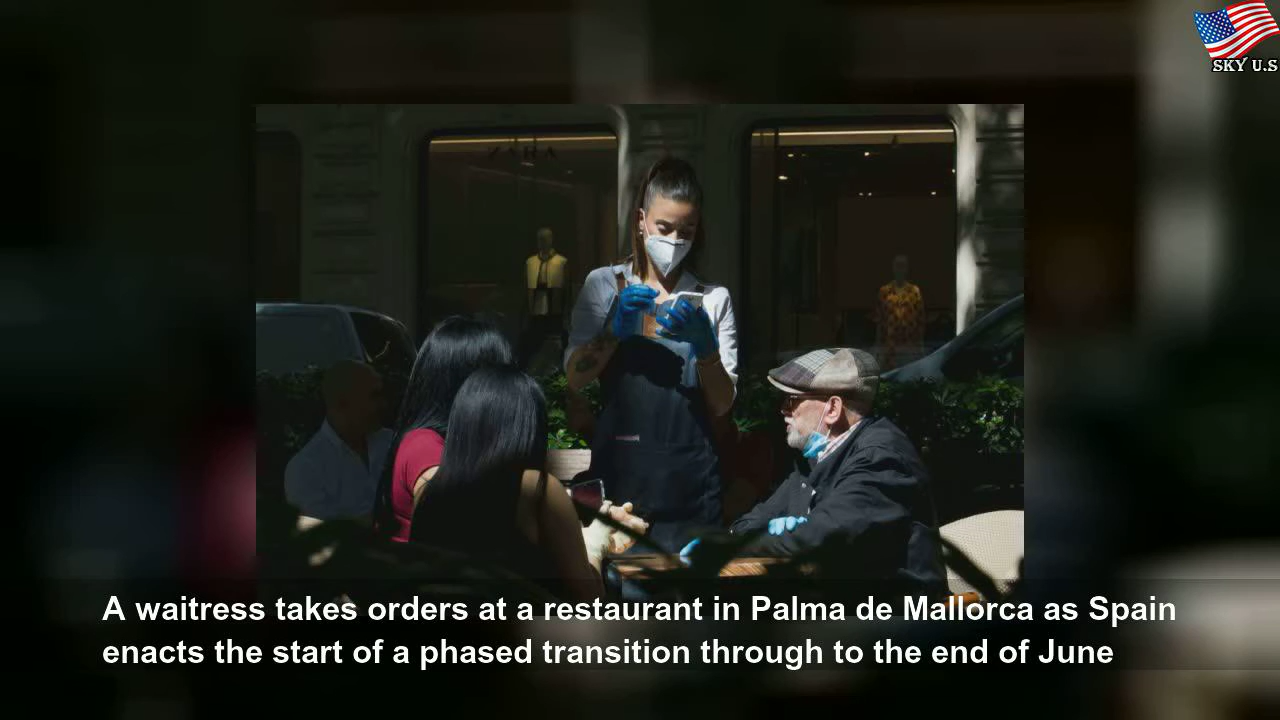 SKY U.S
ZARA
A waitress takes orders at a restaurant in Palma de Mallorca as Spain
enacts the start of a phased transition through to the end of June